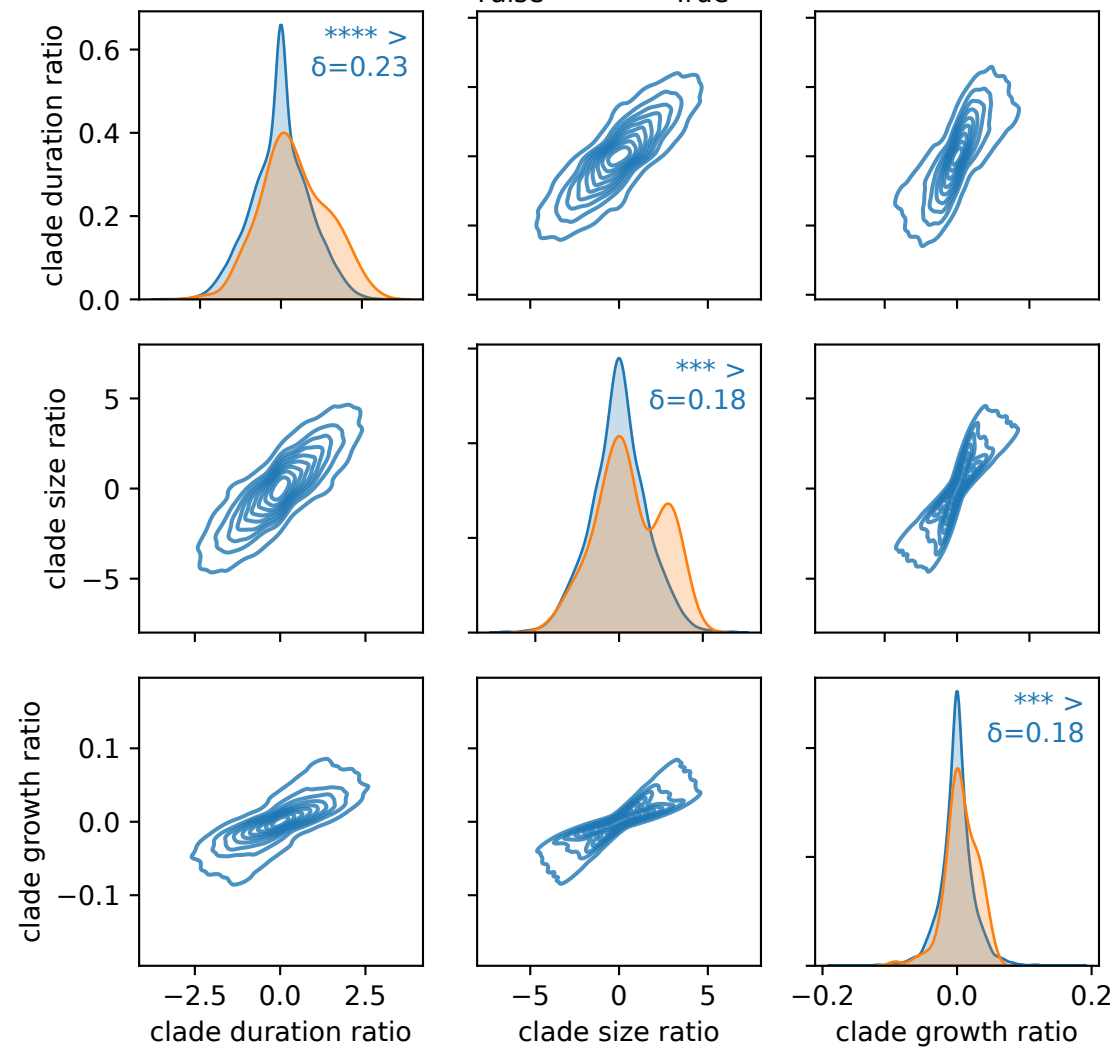 0.6
0.4
0.2
0.0
clade duration ratio
**** >
δ=0.23
5
0
−5
clade size ratio
*** >
δ=0.18
0.1
0.0
−0.1
clade growth ratio
*** >
δ=0.18
−2.5 0.0 2.5
clade duration ratio
−5 0 5
clade size ratio
−0.2 0.0 0.2
clade growth ratio